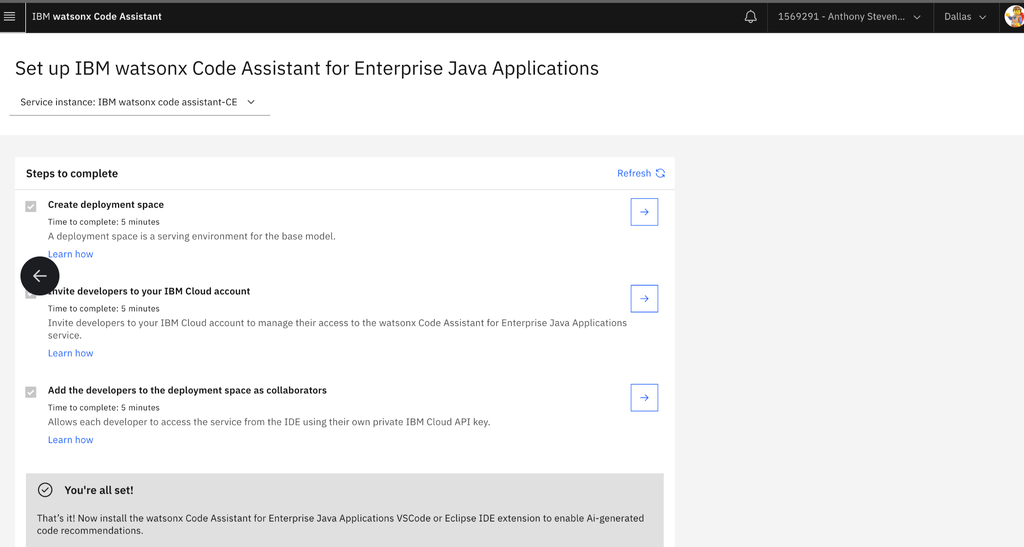 IBM watsonx Code Assistant
1569291 - Anthony Steven...
Dallas
Set up IBM watsonx Code Assistant for Enterprise Java Applications
Service instance: IBM watsonx code assistant-CE
Steps to complete
Refresh
Create deployment space
Time to complete: 5 minutes
A deployment space is a serving environment for the base model.
Learn how
Invite developers to your IBM Cloud account
Time to complete: 5 minutes
Invite developers to your IBM Cloud account to manage their access to the watsonx Code Assistant for Enterprise Java Applications
service.
Learn how
Add the developers to the deployment space as collaborators
Time to complete: 5 minutes
Allows each developer to access the service from the IDE using their own private IBM Cloud API key.
Learn how
You're all set!
That's it! Now install the watsonx Code Assistant for Enterprise Java Applications VSCode or Eclipse IDE extension to enable Ai-generated
code recommendations.